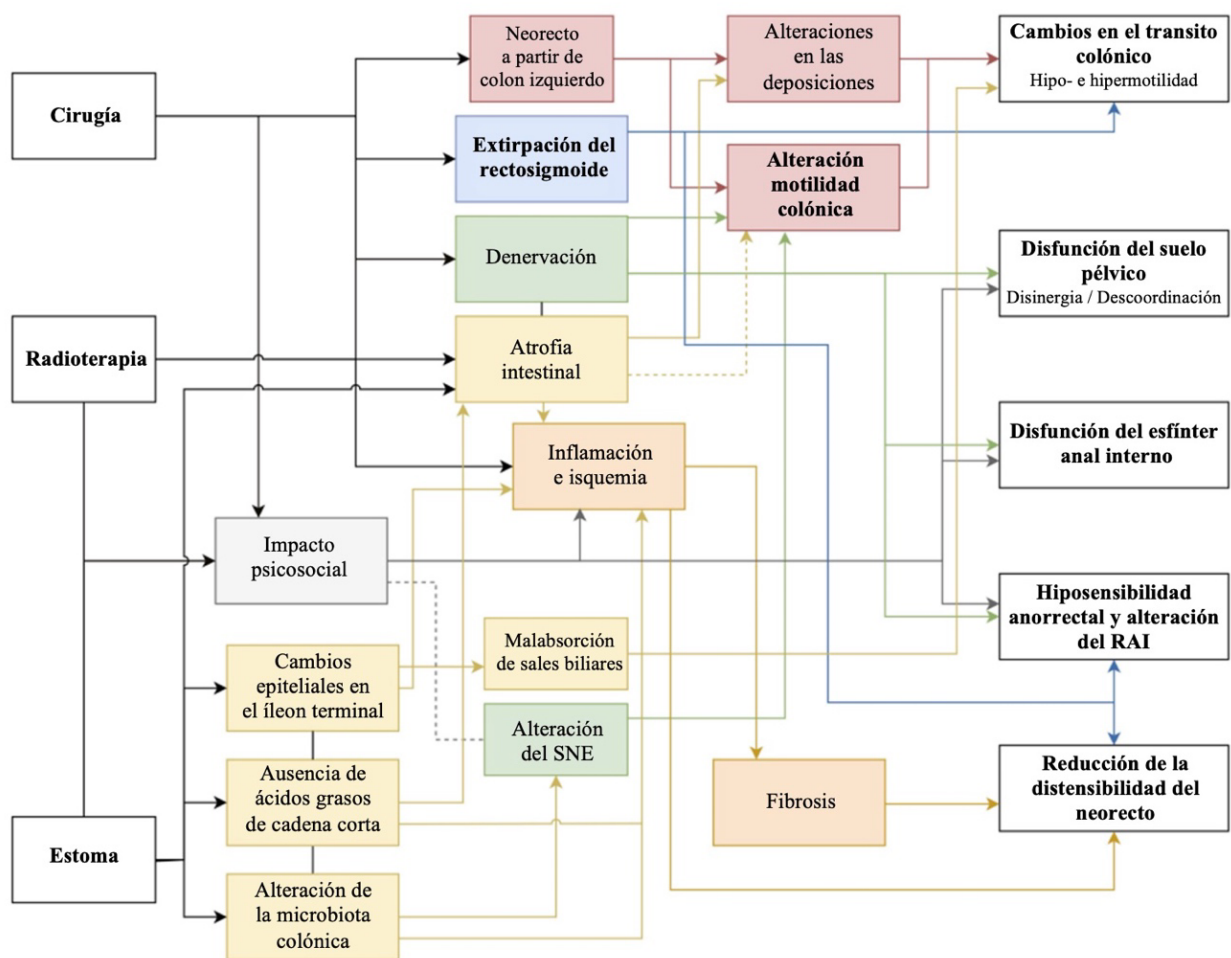 Neorecto
a partir de
colon izquierdo
Alteraciones
en las
deposiciones
Cambios en el transito
colónico
Hipo- e hipermotilidad
Cirugía
Extirpación del
rectosigmoide
Alteración
motilidad
colónica
Denervación
Disfunción del suelo
pélvico
Disinergia / Descoordinación
Radioterapia
Atrofia
intestinal
Disfunción del esfínter
anal interno
Inflamación
e isquemia
Impacto
psicosocial
Hiposensibilidad
anorrectal y alteración
del RAI
Cambios
epiteliales en
el íleon terminal
Malabsorción
de sales biliares
Alteración
del SNE
Ausencia de
ácidos grasos
de cadena corta
Fibrosis
Reducción de la
distensibilidad del
neorecto
Estoma
Alteración de
la microbiota
colónica